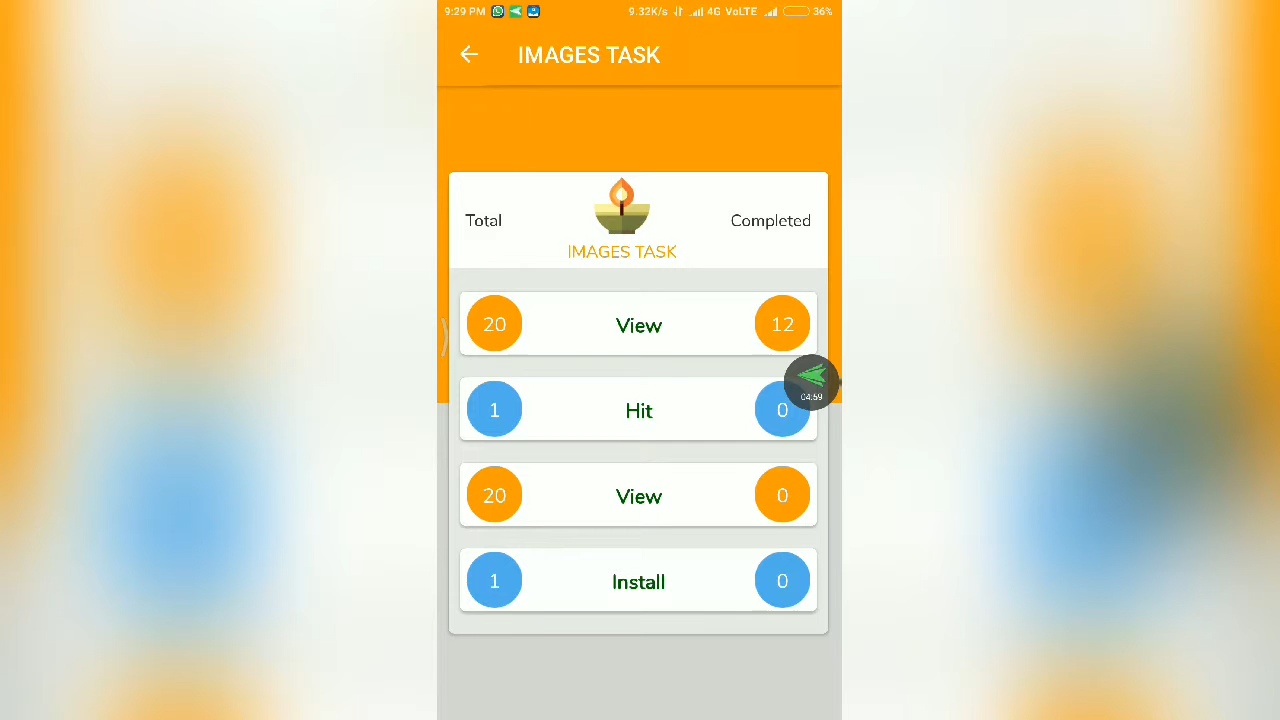 9:29 PM 9.32K/s 4G VoLTE 36%
IMAGES TASK
Total Completed
IMAGES TASK
20 View 12
04:59
1 Hit 0
20 View 0
1 Install 0